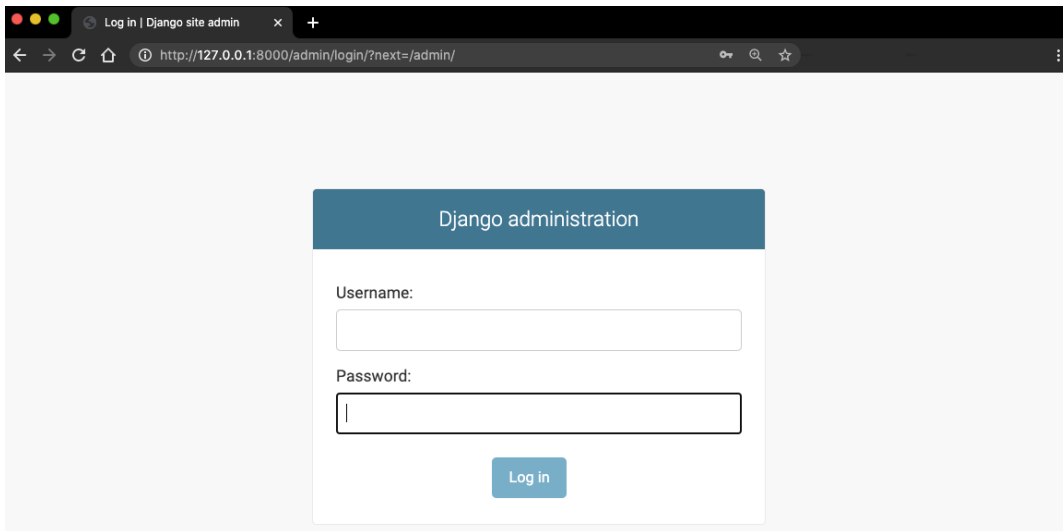 Log in | Django site admin
http://127.0.0.1:8000/admin/login/?next=/admin/
Django administration
Username:
Password:
Log in